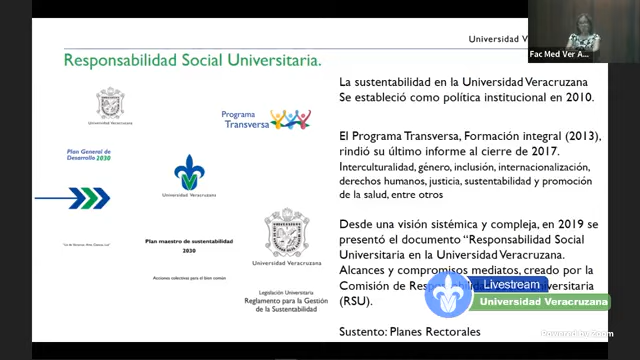 Universidad V
Responsabilidad Social Universitaria.
Fac Med Ver A...
Universidad Veracruzana
Programa
Transversa
Plan General de
Desarrollo 2030
Universidad Veracruzana
Plan maestro de sustentabilidad
2030
Acciones colectivas para el bien común
Universidad Veracruzana
Legislación Universitaria
Reglamento para la Gestión
de la Sustentabilidad
La sustentabilidad en la Universidad Veracruzana
Se estableció como política institucional en 2010.
El Programa Transversa, Formación integral (2013),
rindió su último informe al cierre de 2017.
Interculturalidad, género, inclusión, internacionalización,
derechos humanos, justicia, sustentabilidad y promoción
de la salud, entre otros
Desde una visión sistémica y compleja, en 2019 se
presentó el documento “Responsabilidad Social
Universitaria en la Universidad Veracruzana.
Alcances y compromisos mediatos, creado por la
Comisión de Responsabilidad Universitaria
(RSU).
Sustento: Planes Rectorales
Livestream
Universidad Veracruzana
Powered by Zoom